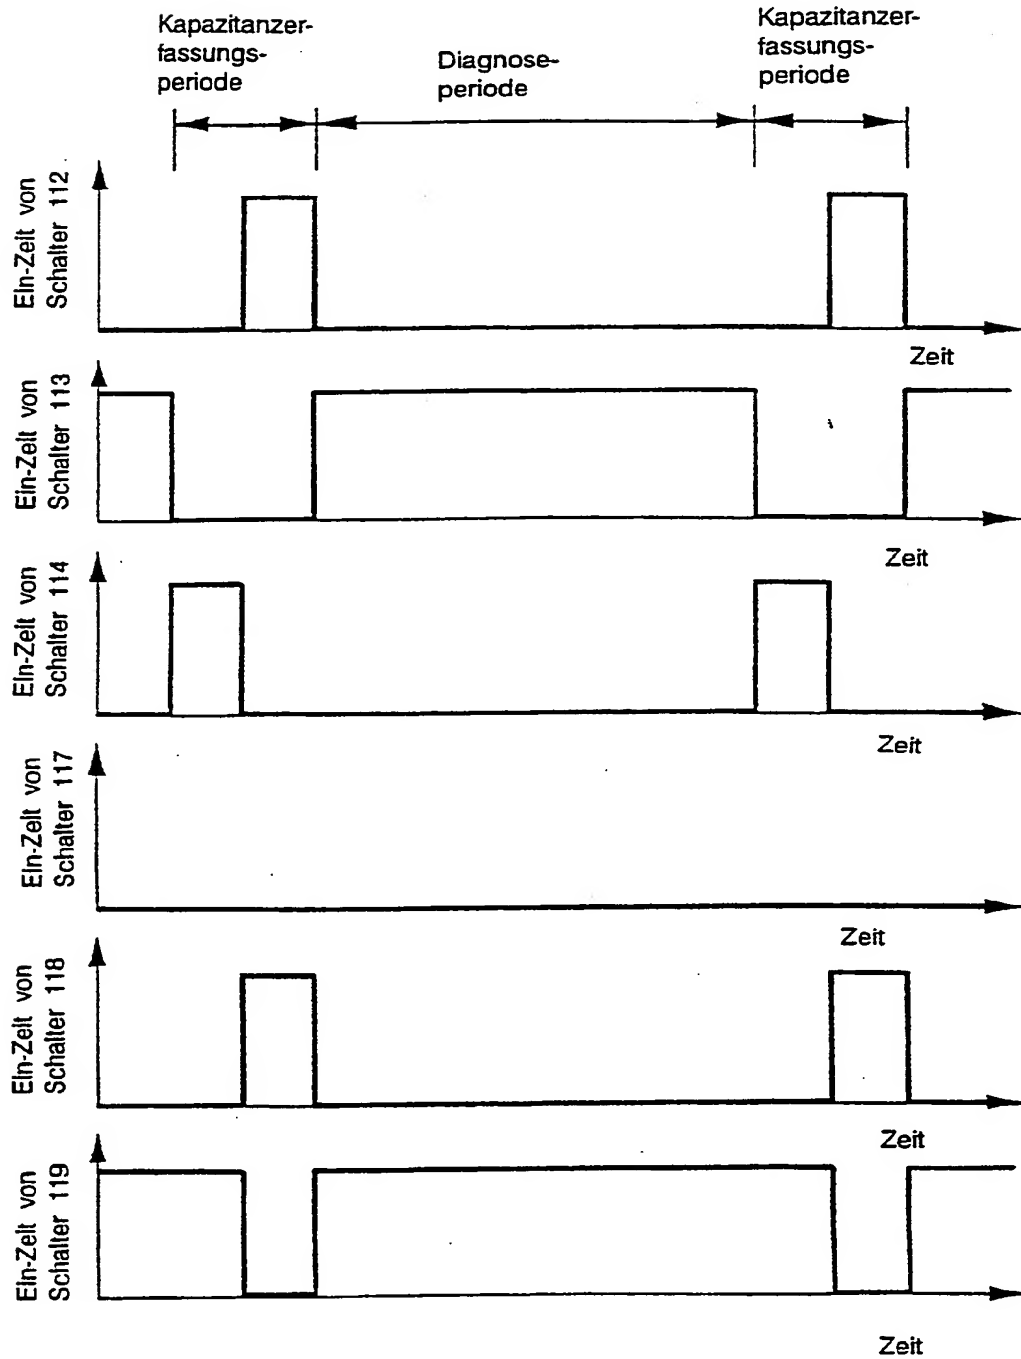 Kapazitanzer-
fassungs-
periode
Diagnose-
periode
Kapazitanzer-
fassungs-
periode
Ein-Zeit von
Schalter 112
Zeit
Ein-Zeit von
Schalter 113
Zeit
Ein-Zeit von
Schalter 114
Zeit
Ein-Zeit von
Schalter 117
Zeit
Ein-Zeit von
Schalter 118
Zeit
Ein-Zeit von
Schalter 119
Zeit